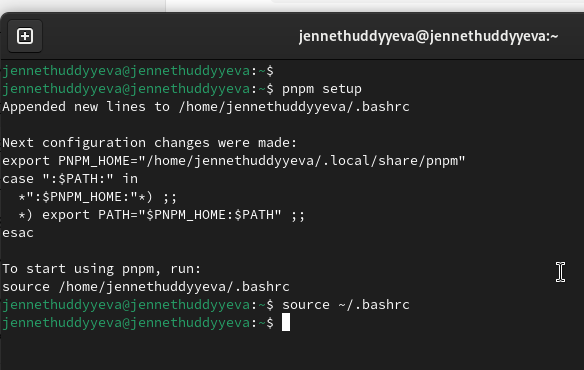 jennethuddyyeva@jennethuddyyeva:~
jennethuddyyeva@jennethuddyyeva:~$
jennethuddyyeva@jennethuddyyeva:~$ pnpm setup
Appended new lines to /home/jennethuddyyeva/.bashrc
Next configuration changes were made:
export PNPM_HOME="/home/jennethuddyyeva/.local/share/pnpm"
case ":$PATH:" in
  *":$PNPM_HOME:"*) ;;
  *) export PATH="$PNPM_HOME:$PATH" ;;
esac
To start using pnpm, run:
source /home/jennethuddyyeva/.bashrc
jennethuddyyeva@jennethuddyyeva:~$ source ~/.bashrc
jennethuddyyeva@jennethuddyyeva:~$